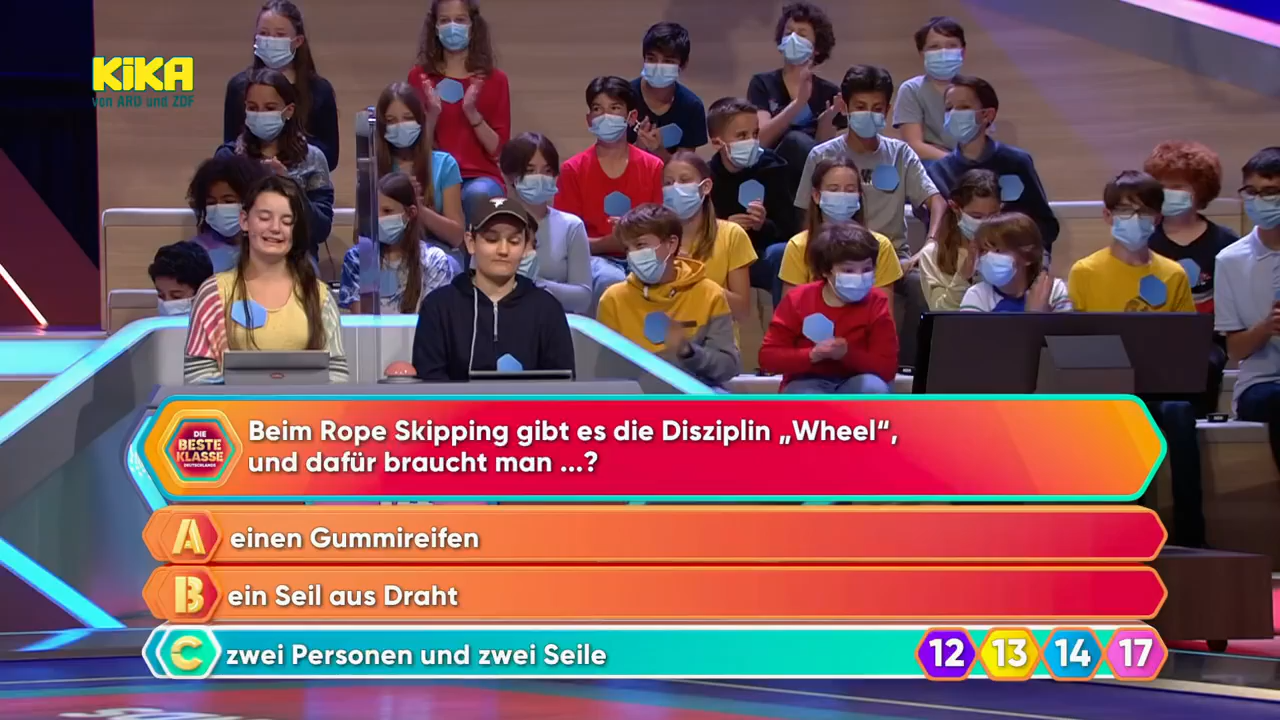 KiKA
von ARD und ZDF
DIE
BESTE
KLASSE
DEUTSCHLANDS
Beim Rope Skipping gibt es die Disziplin „Wheel“,
und dafür braucht man ...?
A einen Gummireifen
B ein Seil aus Draht
C zwei Personen und zwei Seile 12 13 14 17